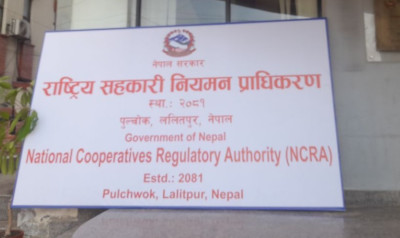 नेपाल सरकार
राष्ट्रिय सहकारी नियमन प्राधिकरण
स्था.: २०८१
पुल्चोक, ललितपुर, नेपाल
Government of Nepal
National Cooperatives Regulatory Authority (NCRA)
Estd.: 2081
Pulchwok, Lalitpur, Nepal